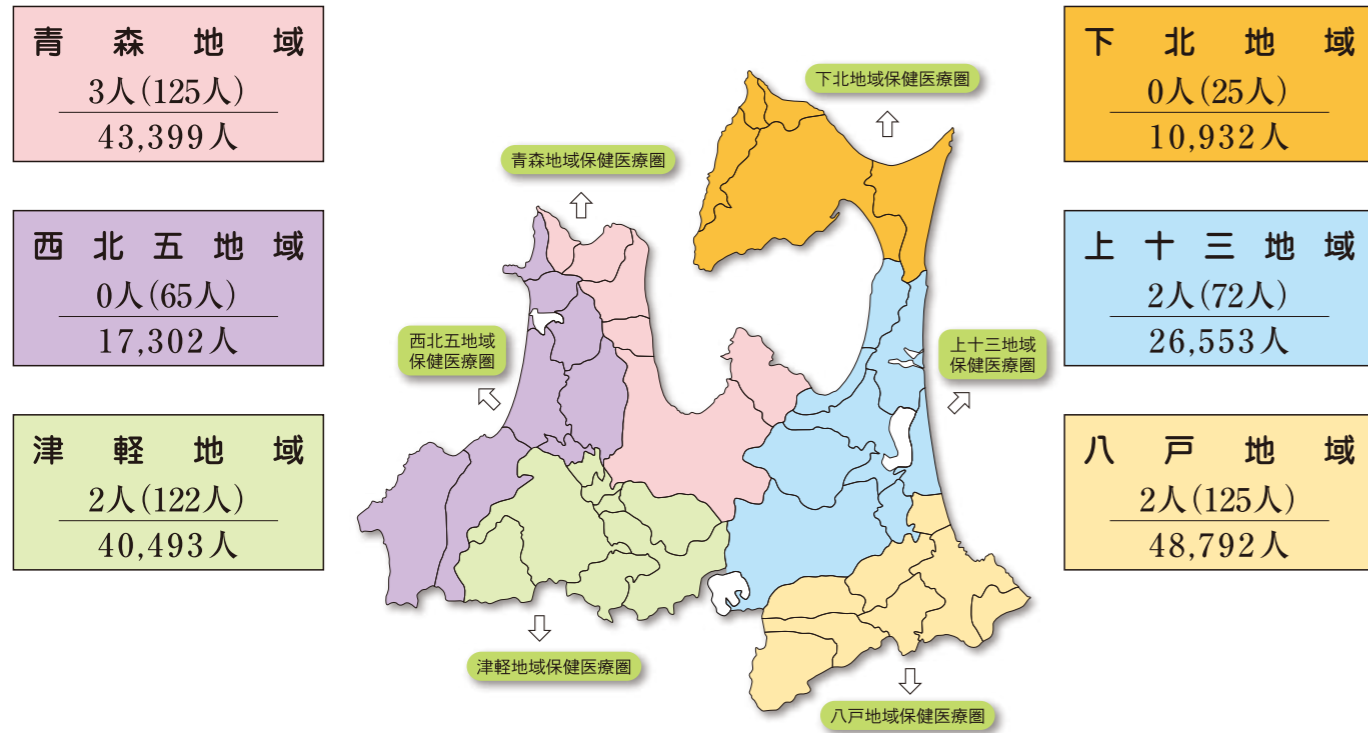 青森地域
3人(125人)
43,399人
西北五地域
0人(65人)
17,302人
津軽地域
2人(122人)
40,493人
下北地域保健医療圏
青森地域保健医療圏
西北五地域
保健医療圏
上十三地域
保健医療圏
津軽地域保健医療圏
八戸地域保健医療圏
下北地域
0人(25人)
10,932人
上十三地域
2人(72人)
26,553人
八戸地域
2人(125人)
48,792人